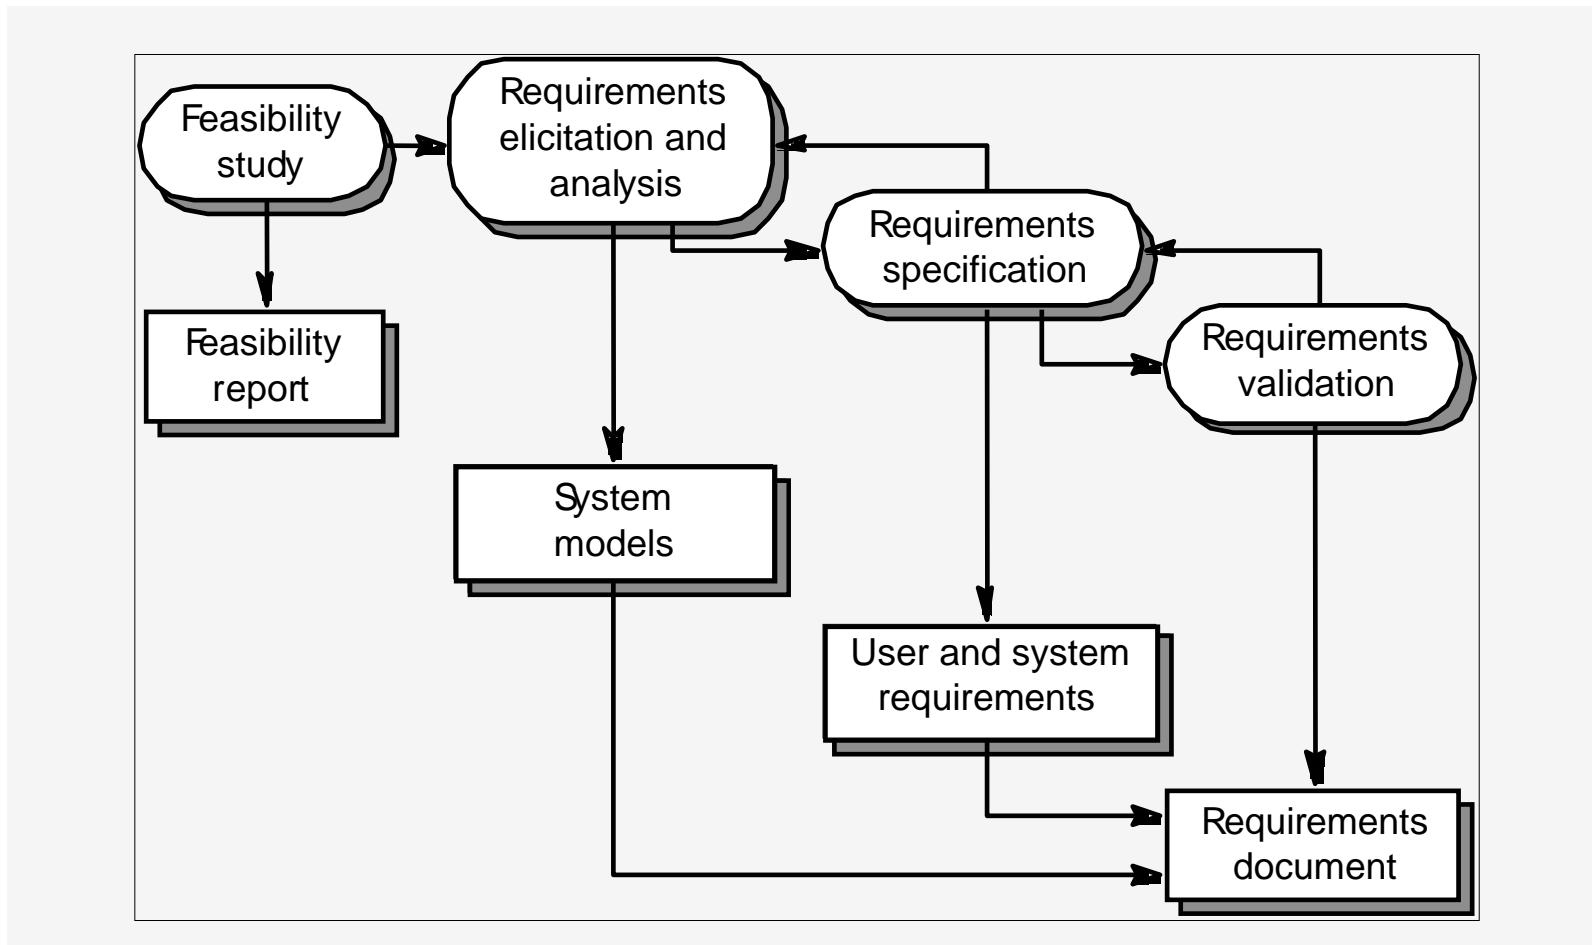 Feasibility
study
Requirements
elicitation and
analysis
Requirements
specification
Requirements
validation
Feasibility
report
System
models
User and system
requirements
Requirements
document